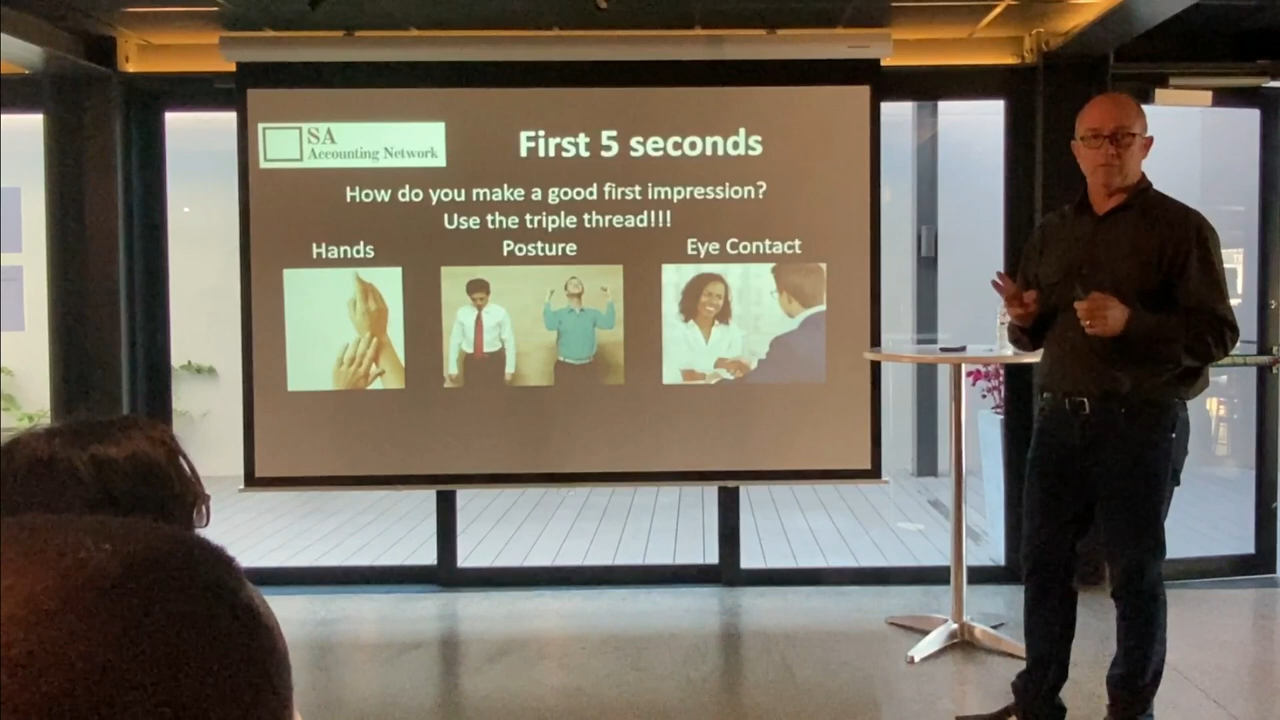 SA
Accounting Network
First 5 seconds
How do you make a good first impression?
Use the triple thread!!!
Hands
Posture
Eye Contact